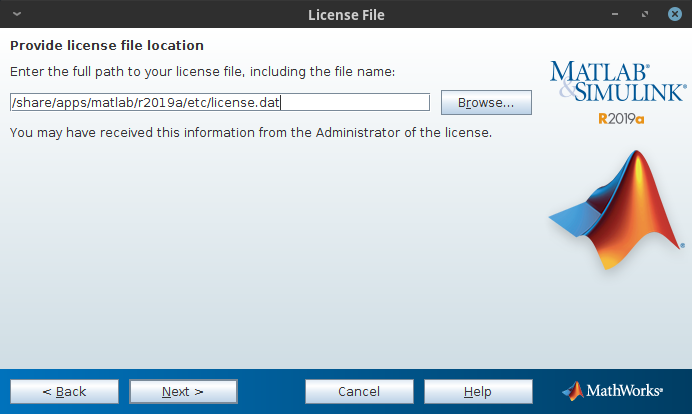 License File
Provide license file location
Enter the full path to your license file, including the file name:
/share/apps/matlab/r2019a/etc/license.dat
Browse...
You may have received this information from the Administrator of the license.
MATLAB®
&SIMULINK®
R2019a
®
< Back
Next >
Cancel
Help
MathWorks®